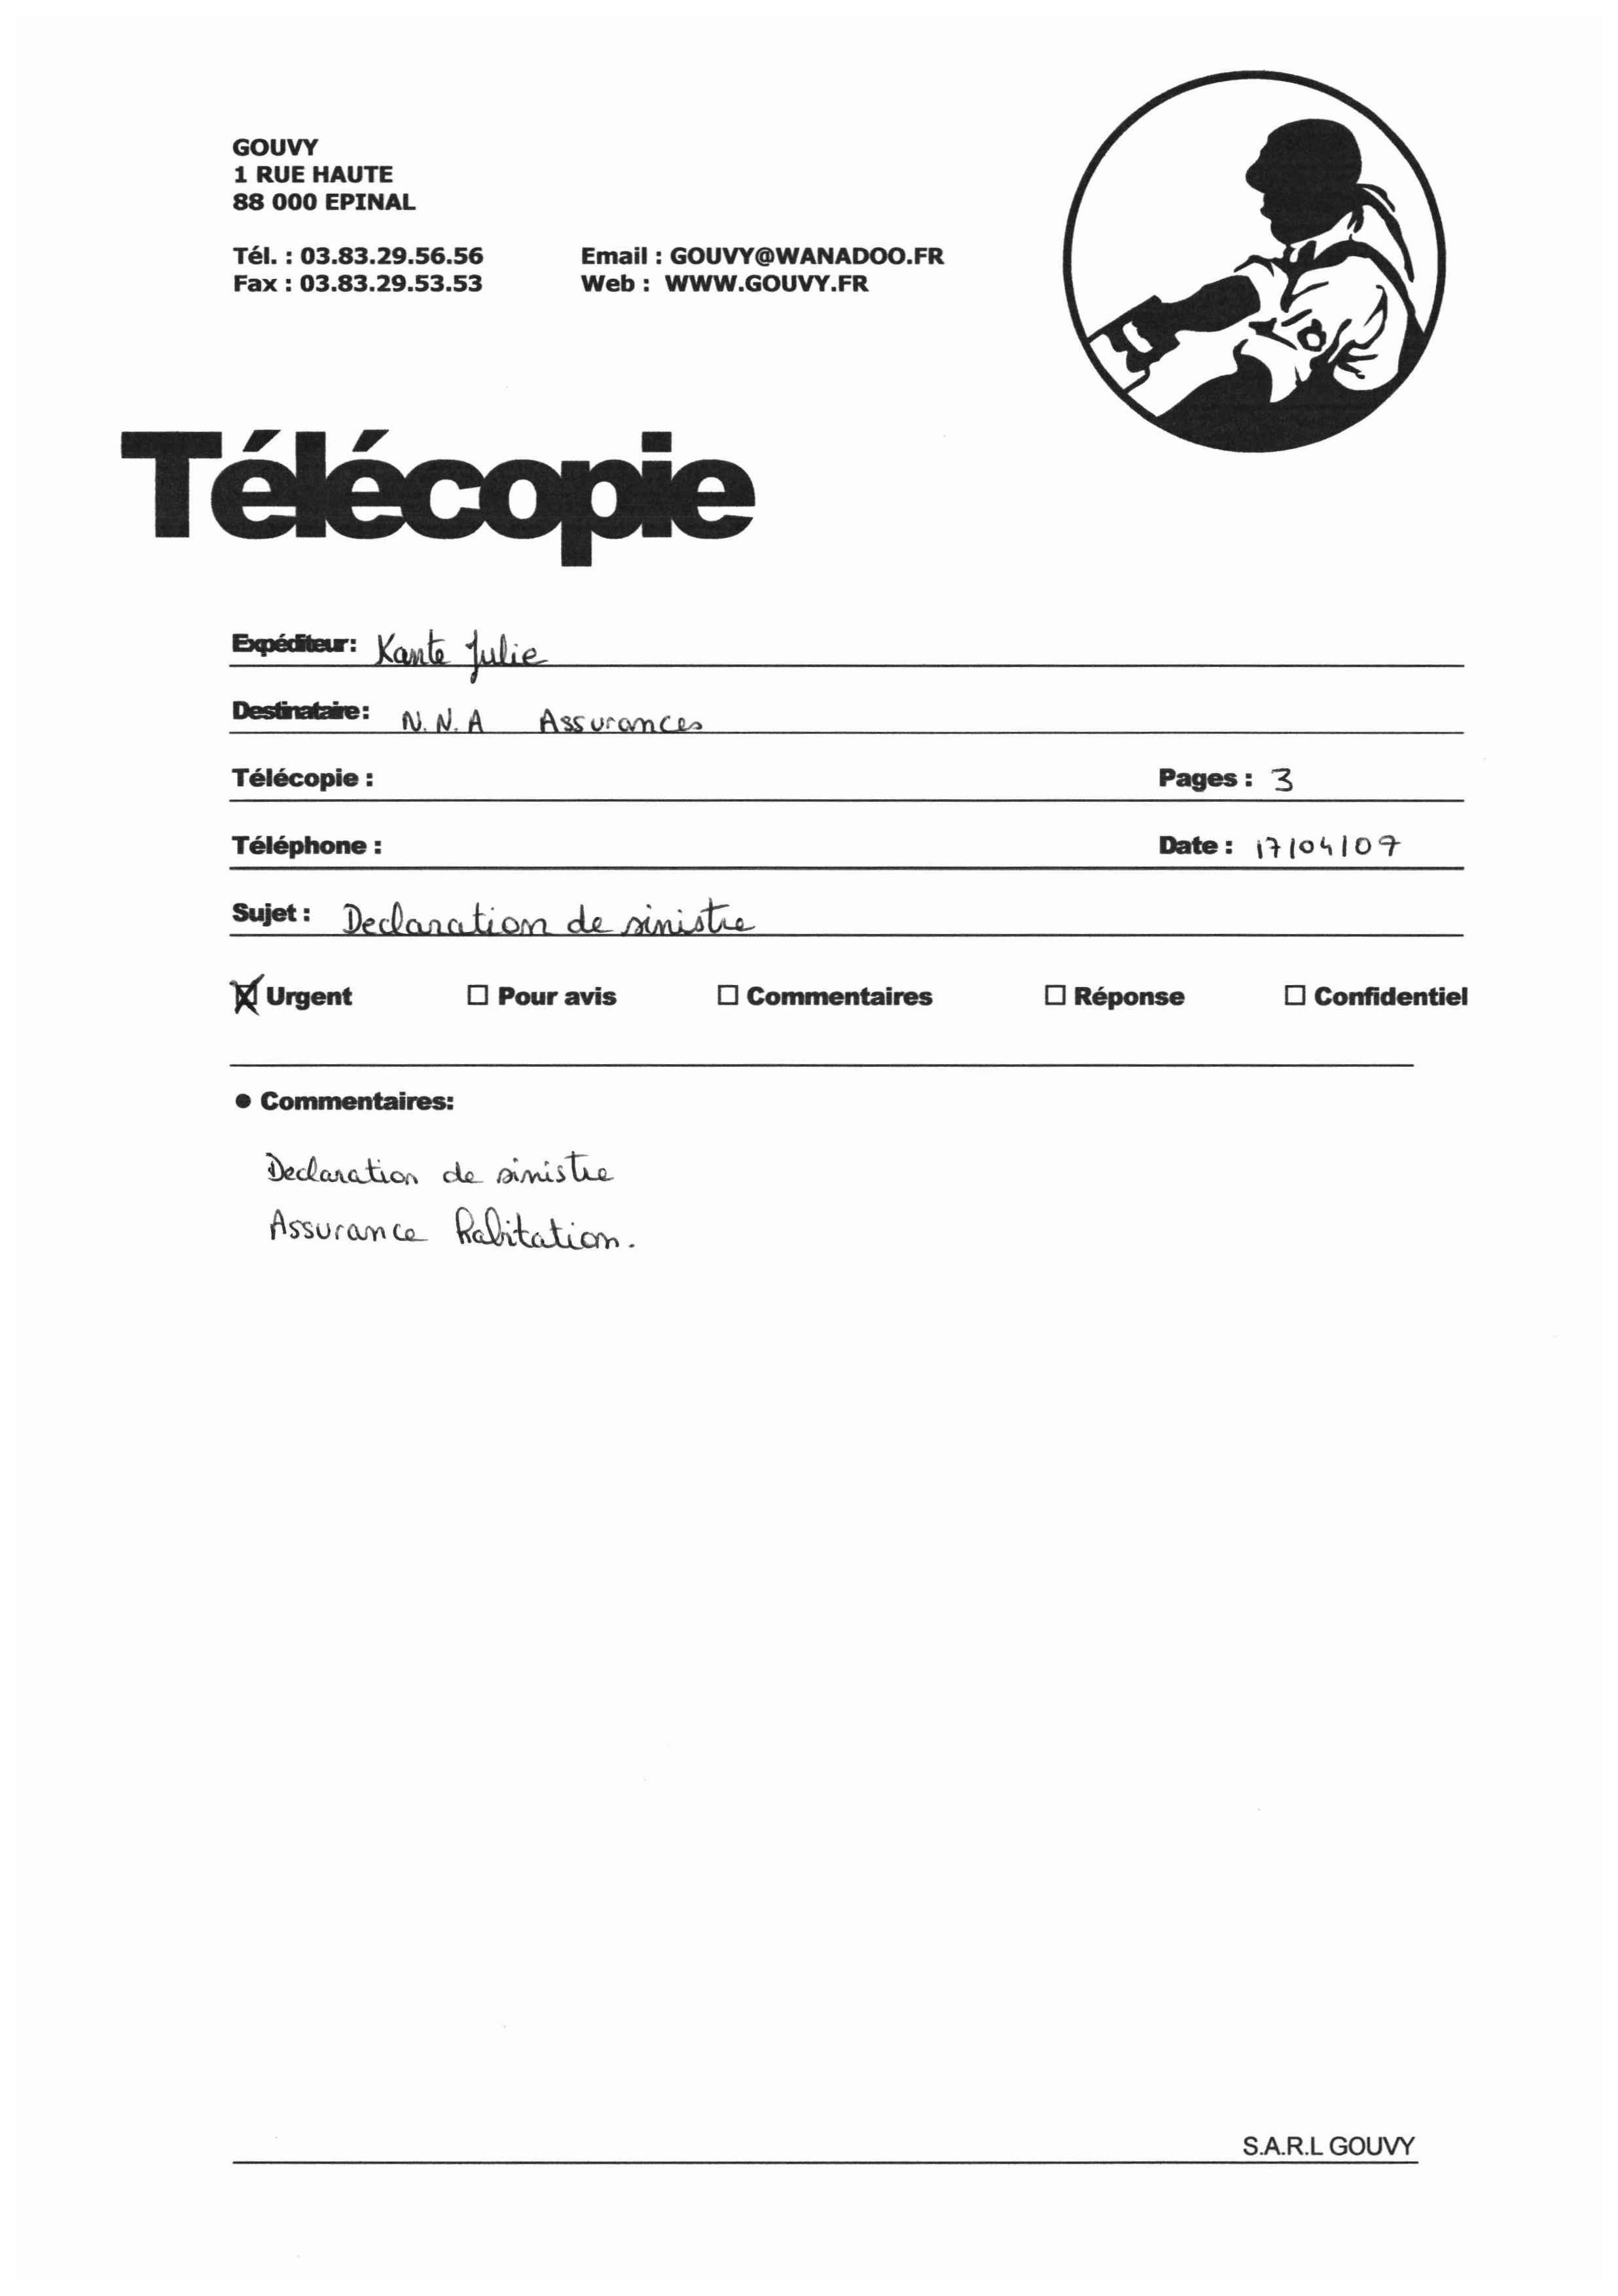 GOUVY
1 RUE HAUTE
88 000 EPINAL
Tél. : 03.83.29.56.56 Email : GOUVY@WANADOO.FR
Fax : 03.83.29.53.53 Web : WWW.GOUVY.FR
Télécopie
Expéditeur: Kante Julie
Destinataire: N.N.A Assurances
Télécopie : Pages : 3
Téléphone : Date : 17/04/07
Sujet : Declaration de sinistre
Urgent Pour avis Commentaires Réponse Confidentiel
• Commentaires:
Declaration de sinistre
Assurance habitation.
S.A.R.L GOUVY